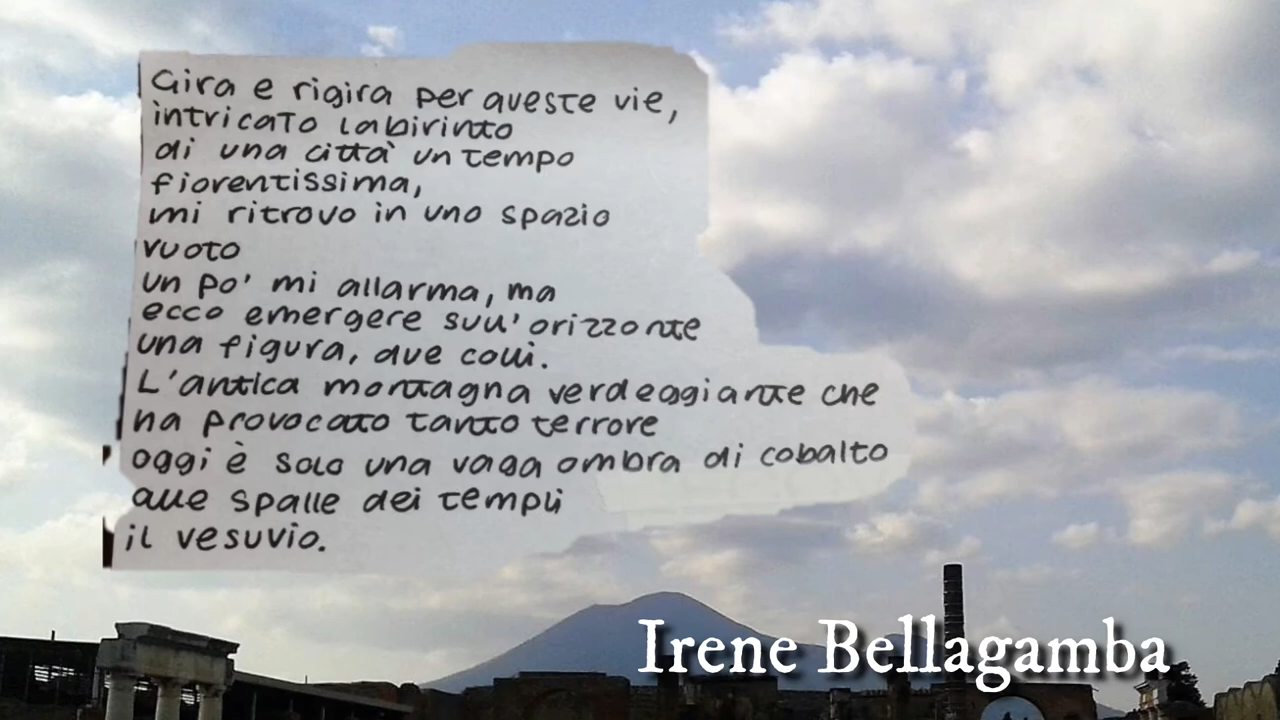 Gira e rigira per queste vie,
intricato labirinto
di una città un tempo
fiorentissima,
mi ritrovo in uno spazio
vuoto
un po' mi allarma, ma
ecco emergere sull'orizzonte
una figura, due colli.
L'antica montagna verdeggiante che
ha provocato tanto terrore
oggi è solo una vaga ombra di cobalto
alle spalle dei templi
il vesuvio.
Irene Bellagamba